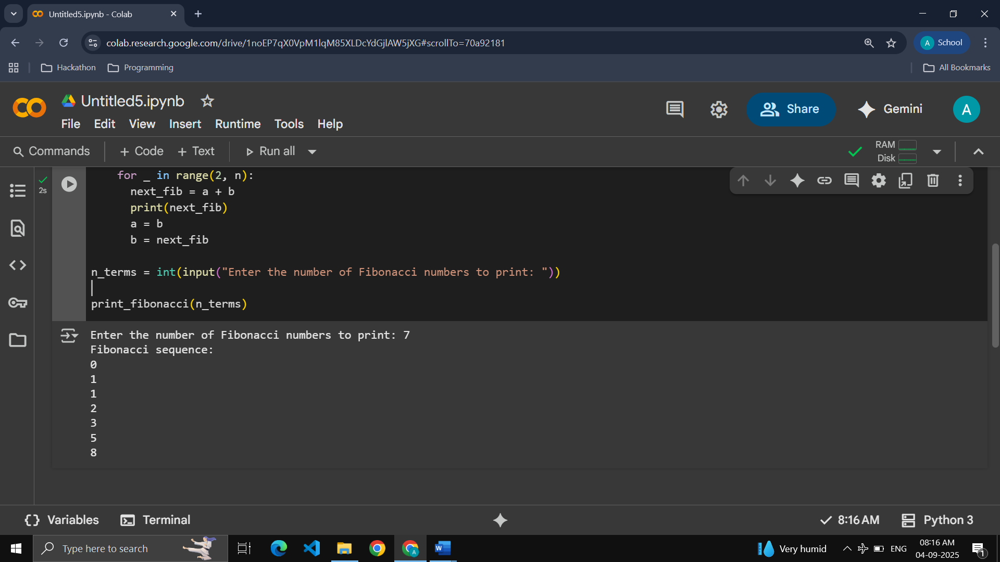 Untitled5.ipynb - Colab
colab.research.google.com/drive/1noEP7qX0VpM1lqM85XLDcYdGjlAW5jXG#scrollTo=70a92181
A School
Hackathon Programming All Bookmarks
Untitled5.ipynb
Share Gemini A
File Edit View Insert Runtime Tools Help
Commands + Code + Text Run all RAM
Disk
2s
for _ in range(2, n):
next_fib = a + b
print(next_fib)
a = b
b = next_fib
n_terms = int(input("Enter the number of Fibonacci numbers to print: "))
print_fibonacci(n_terms)
Enter the number of Fibonacci numbers to print: 7
Fibonacci sequence:
0
1
1
2
3
5
8
Variables Terminal 8:16 AM Python 3
Type here to search Very humid ENG 08:16 AM
04-09-2025
1